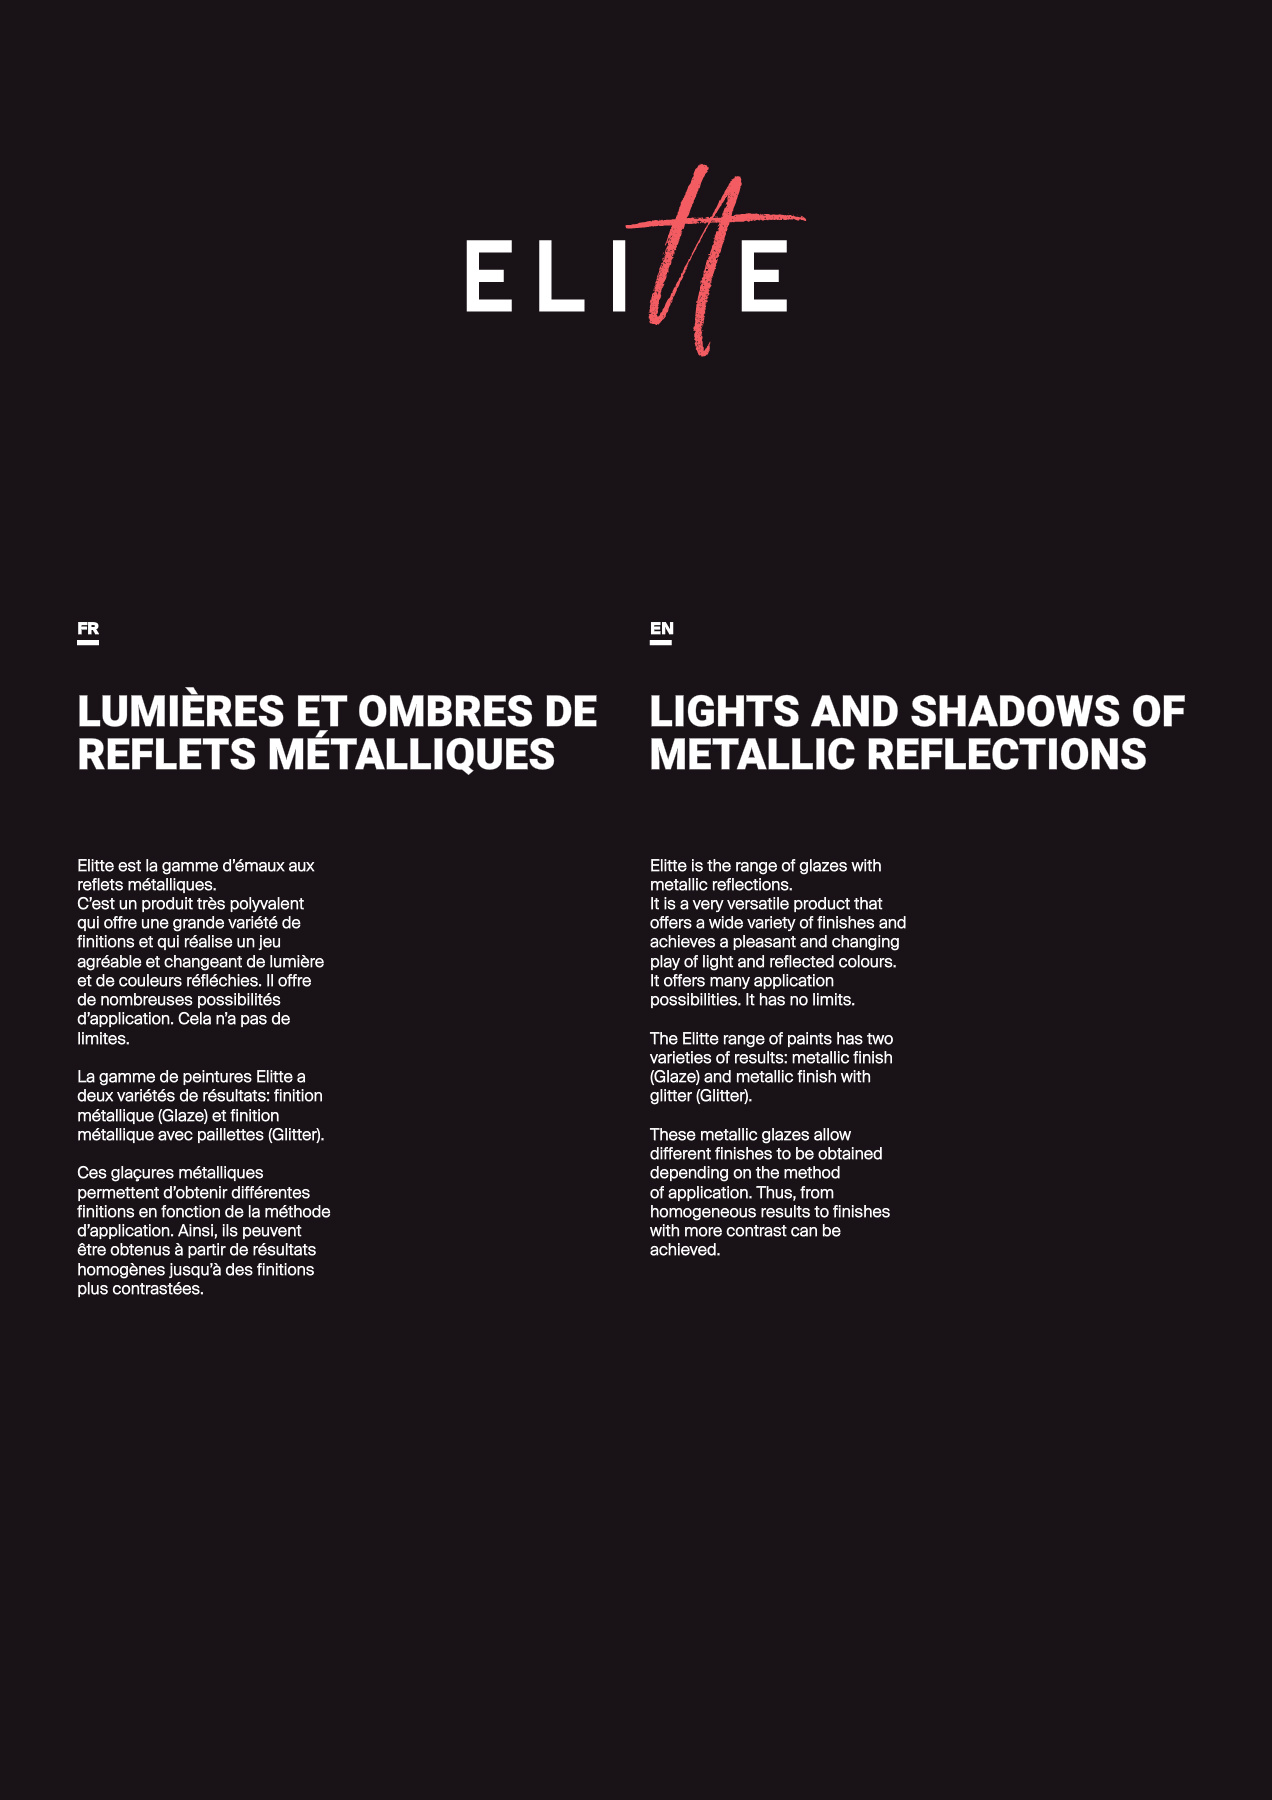 ELITTE
FR
LUMIÈRES ET OMBRES DE
REFLETS MÉTALLIQUES
Elitte est la gamme d’émaux aux
reflets métalliques.
C’est un produit très polyvalent
qui offre une grande variété de
finitions et qui réalise un jeu
agréable et changeant de lumière
et de couleurs réfléchies. Il offre
de nombreuses possibilités
d’application. Cela n’a pas de
limites.
La gamme de peintures Elitte a
deux variétés de résultats: finition
métallique (Glaze) et finition
métallique avec paillettes (Glitter).
Ces glaçures métalliques
permettent d’obtenir différentes
finitions en fonction de la méthode
d’application. Ainsi, ils peuvent
être obtenus à partir de résultats
homogènes jusqu’à des finitions
plus contrastées.
EN
LIGHTS AND SHADOWS OF
METALLIC REFLECTIONS
Elitte is the range of glazes with
metallic reflections.
It is a very versatile product that
offers a wide variety of finishes and
achieves a pleasant and changing
play of light and reflected colours.
It offers many application
possibilities. It has no limits.
The Elitte range of paints has two
varieties of results: metallic finish
(Glaze) and metallic finish with
glitter (Glitter).
These metallic glazes allow
different finishes to be obtained
depending on the method
of application. Thus, from
homogeneous results to finishes
with more contrast can be
achieved.